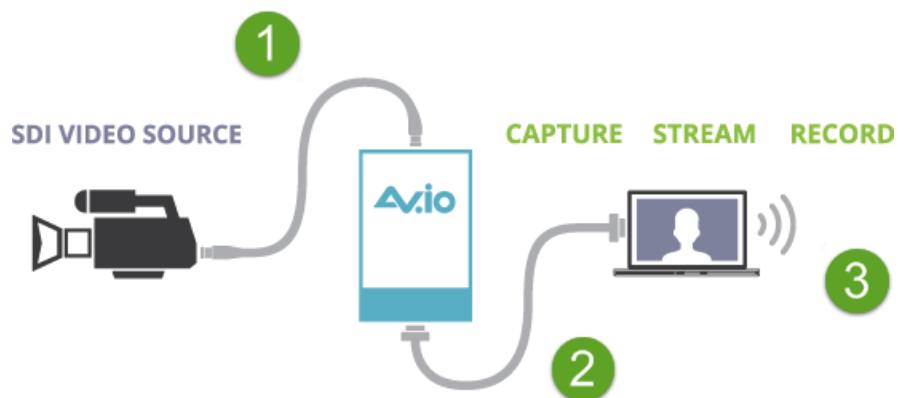 1
SDI VIDEO SOURCE
CAPTURE STREAM RECORD
AV.io
3
2